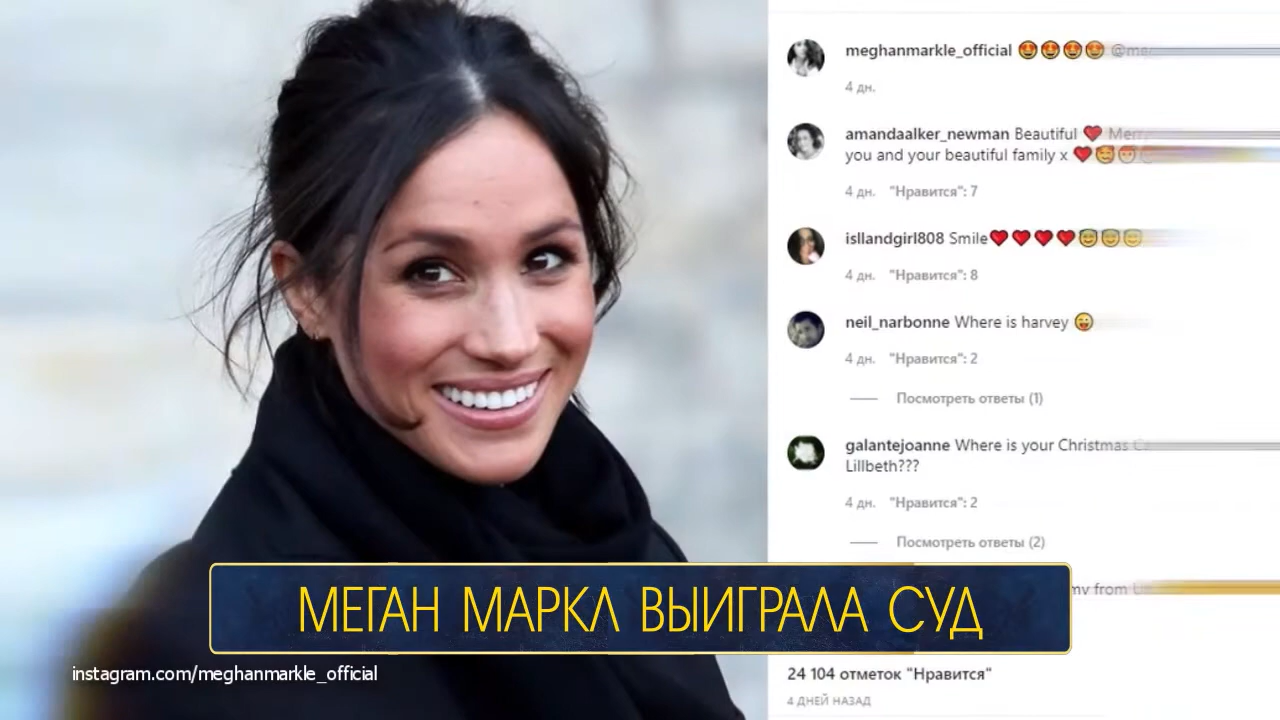 meghanmarkle_official
4 дн.
amandaalker_newman Beautiful
you and your beautiful family x
4 дн. "Нравится": 7
isllandgirl808 Smile
4 дн. "Нравится": 8
neil_narbonne Where is harvey
4 дн. "Нравится": 2
Посмотреть ответы (1)
galantejoanne Where is your Christmas
Lillbeth???
4 дн. "Нравится": 2
Посмотреть ответы (2)
from
МЕГАН МАРКЛ ВЫИГРАЛА СУД
instagram.com/meghanmarkle_official
24 104 отметок "Нравится"
4 ДНЕЙ НАЗАД